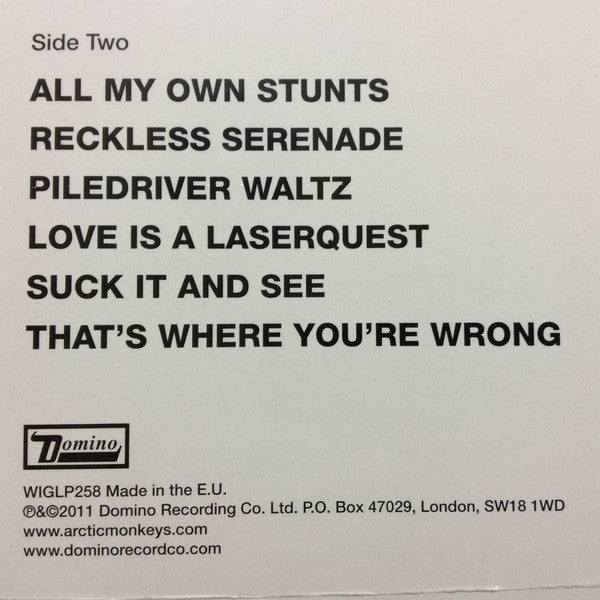 Side Two
ALL MY OWN STUNTS
RECKLESS SERENADE
PILEDRIVER WALTZ
LOVE IS A LASERQUEST
SUCK IT AND SEE
THAT'S WHERE YOU'RE WRONG
Domino
WIGLP258 Made in the E.U.
℗&©2011 Domino Recording Co. Ltd. P.O. Box 47029, London, SW18 1WD
www.arcticmonkeys.com
www.dominorecordco.com